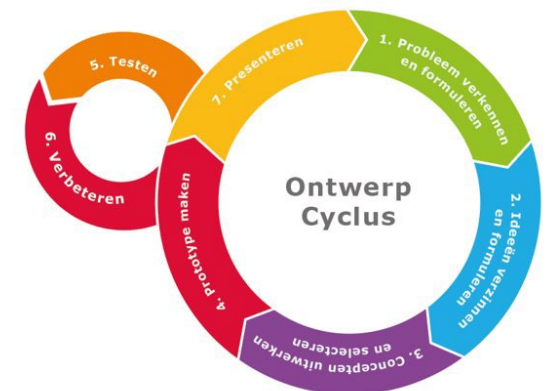 Ontwerp
Cyclus
1. Probleem verkennen
en formuleren
2. Ideeën verzinnen
en formuleren
3. Concepten uitwerken
en selecteren
4. Prototype maken
5. Testen
6. Verbeteren
7. Presenteren